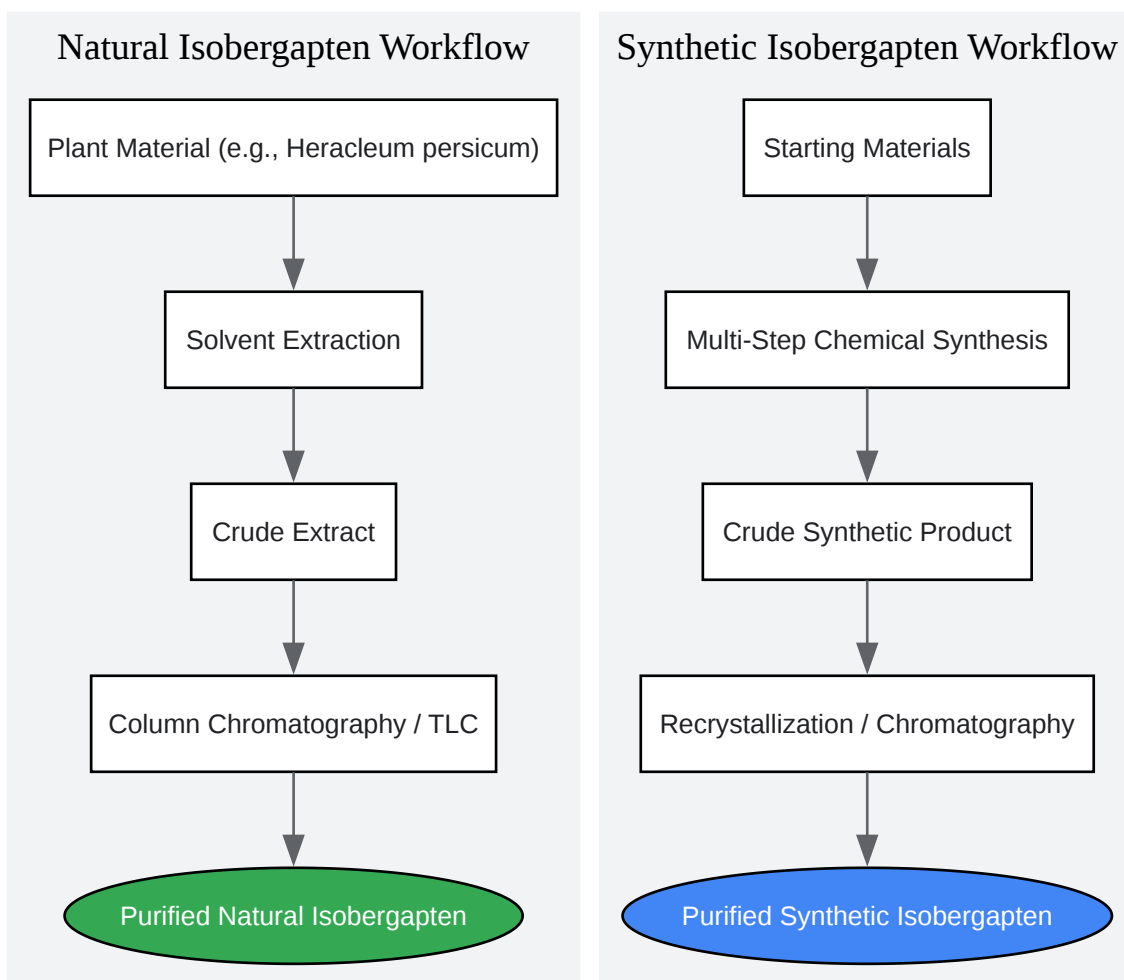 Natural Isobergapten Workflow
Plant Material (e.g., Heracleum persicum)
Solvent Extraction
Crude Extract
Column Chromatography / TLC
Purified Natural Isobergapten
Synthetic Isobergapten Workflow
Starting Materials
Multi-Step Chemical Synthesis
Crude Synthetic Product
Recrystallization / Chromatography
Purified Synthetic Isobergapten